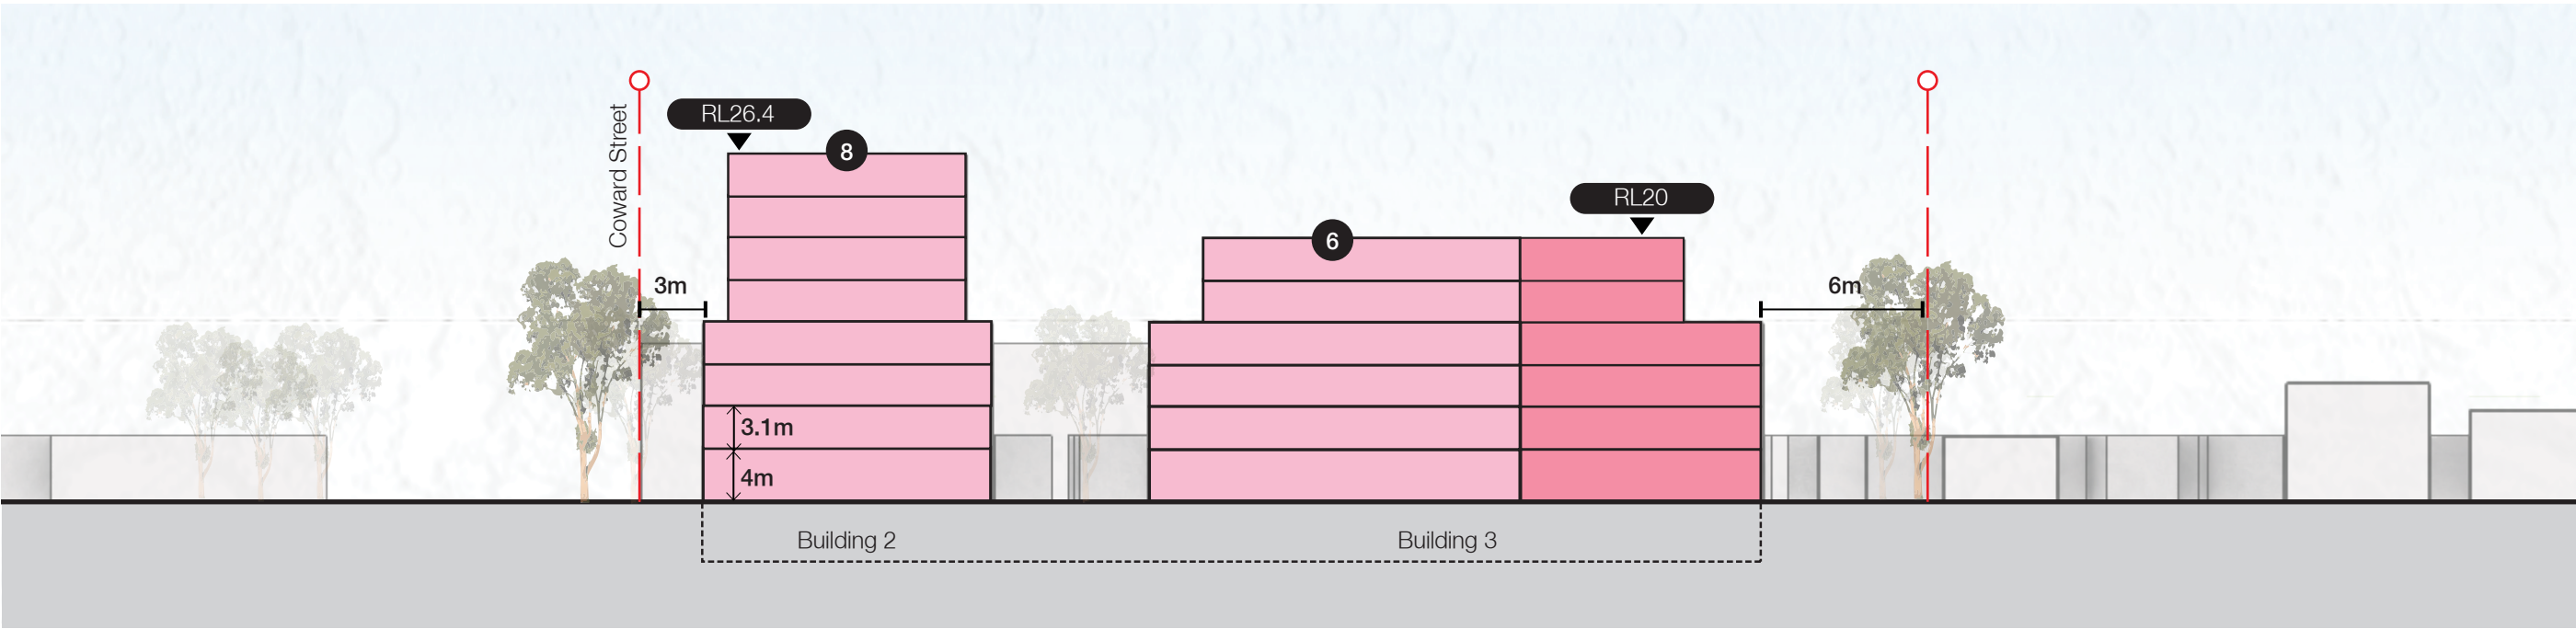 Coward Street
RL26.4
8
3m
3.1m
4m
Building 2
6
RL20
6m
Building 3